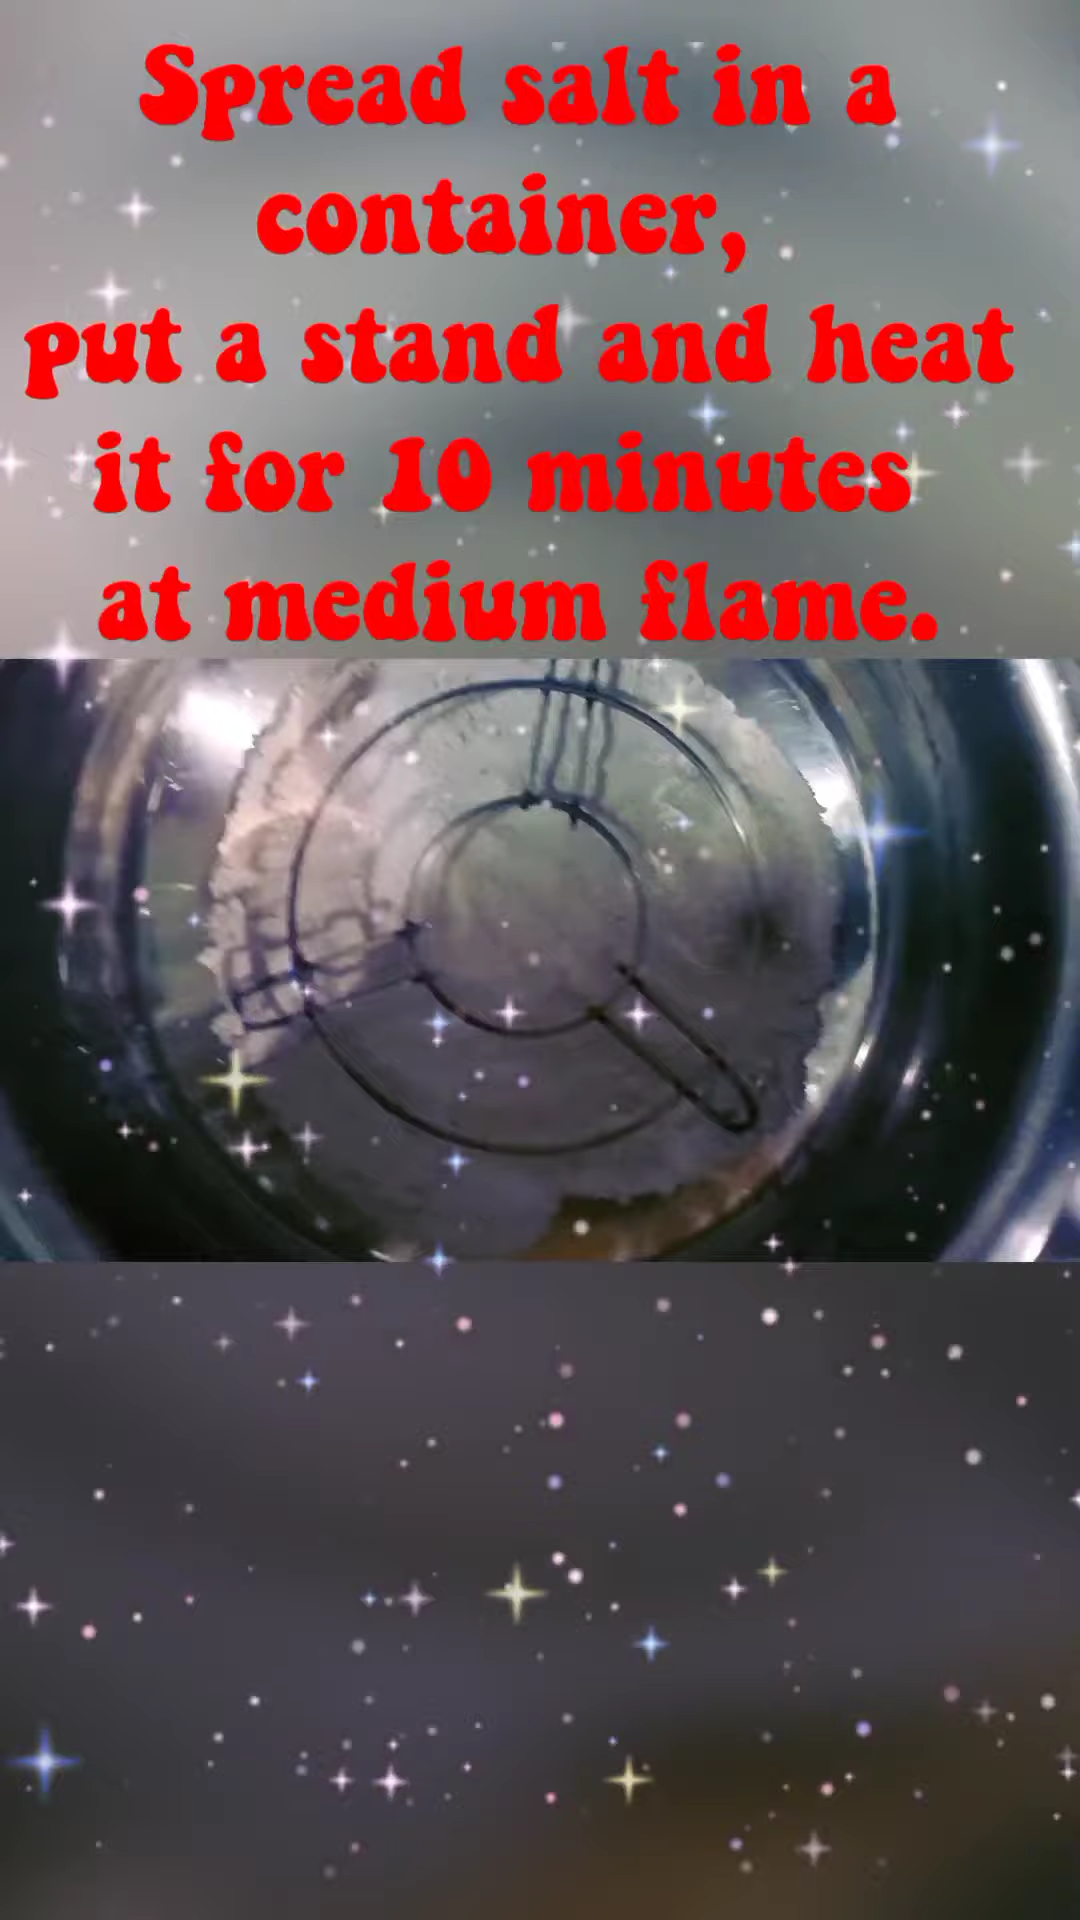 Spread salt in a
container,
put a stand and heat
it for 10 minutes
at medium flame.